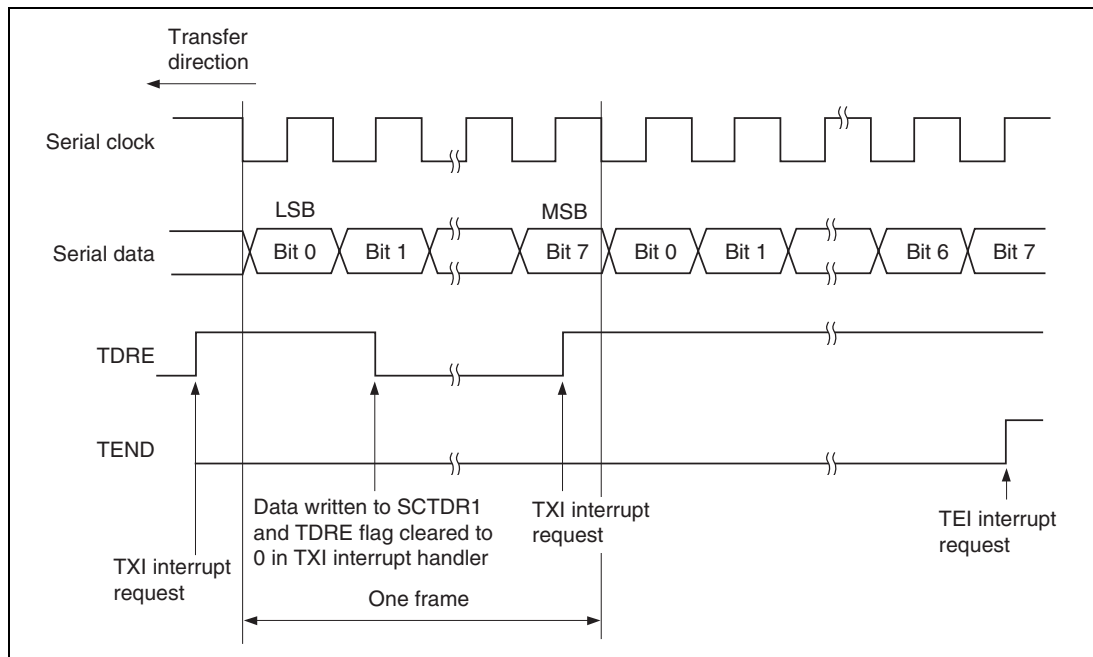 Transfer
direction
Serial clock
LSB
MSB
Serial data
Bit 0
Bit 1
Bit 7
Bit 0
Bit 1
Bit 6
Bit 7
TDRE
TEND
Data written to SCTDR1
and TDRE flag cleared to
0 in TXI interrupt handler
TXI interrupt
request
TEI interrupt
request
TXI interrupt
request
One frame